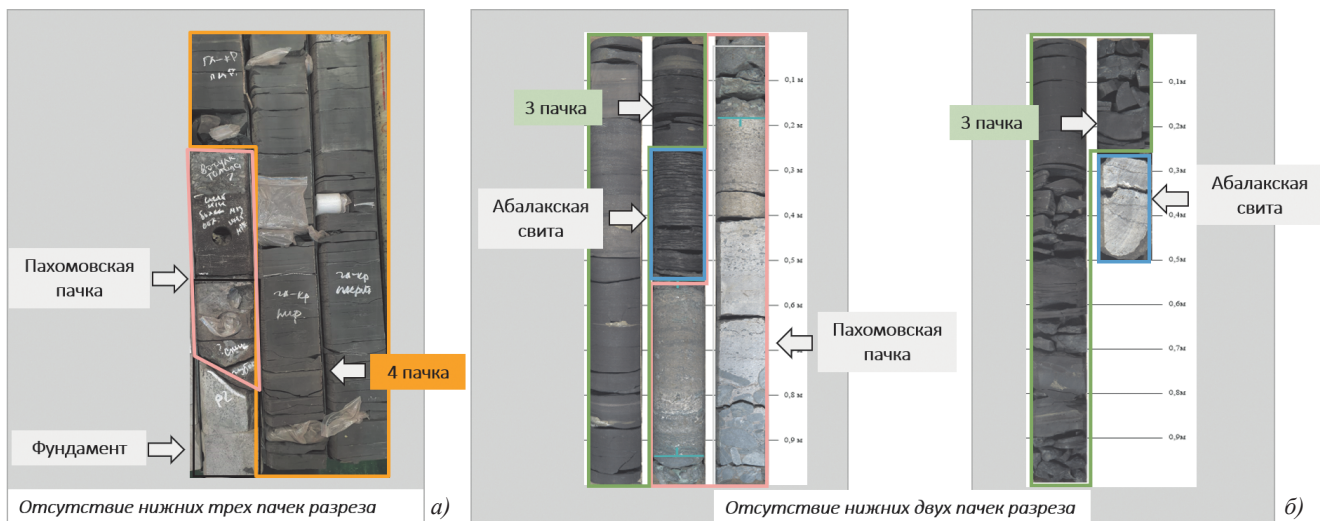 Пахомовская
пачка
Фундамент
4 пачка
Отсутствие нижних трех пачек разреза
а)
3 пачка
Абалакская
свита
0,1 м
0,2 м
0,3 м
0,4 м
0,5 м
0,6 м
0,8 м
0,9 м
Пахомовская
пачка
3 пачка
0,1м
0,2 м
0,3м
0,4м
0,5м
0,6м
0,7м
0,8м
0,9м
Абалакская
свита
Отсутствие нижних двух пачек разреза
б)